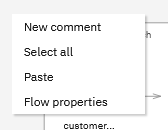 New comment
Select all
Paste
Flow properties
customer...